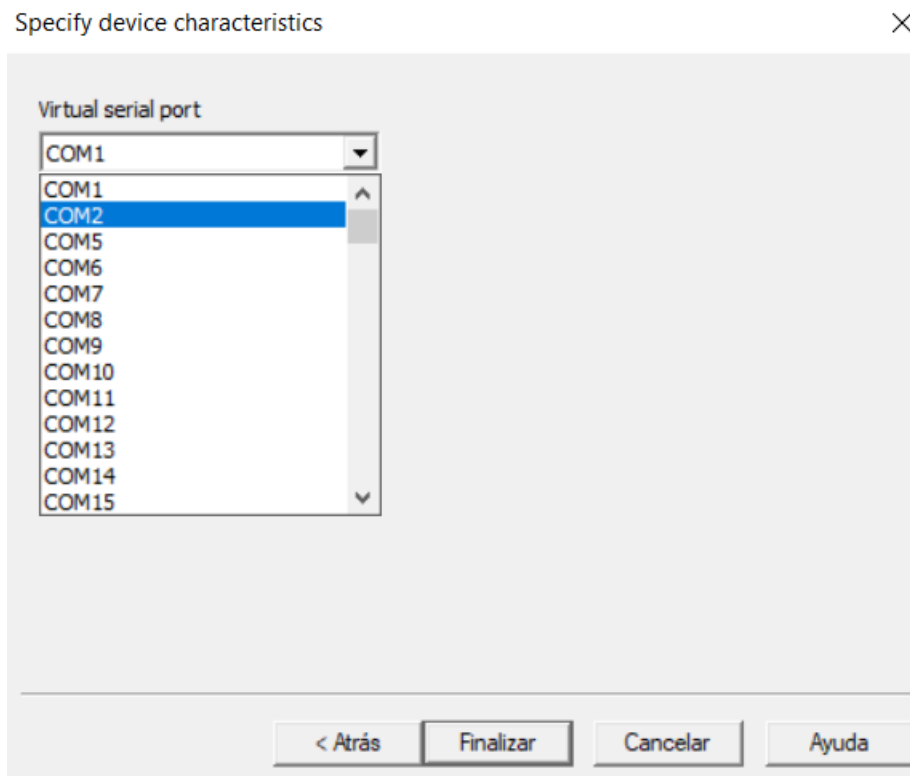 Specify device characteristics
Virtual serial port
COM1
COM1
COM2
COM5
COM6
COM7
COM8
COM9
COM10
COM11
COM12
COM13
COM14
COM15
< Atrás Finalizar Cancelar Ayuda